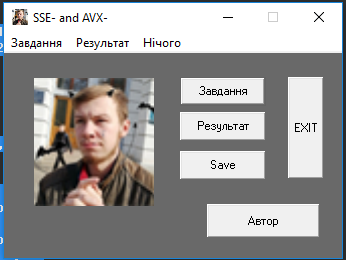 SSE- and AVX-
Завдання Результат Нічого
Завдання
Результат
EXIT
Save
Автор